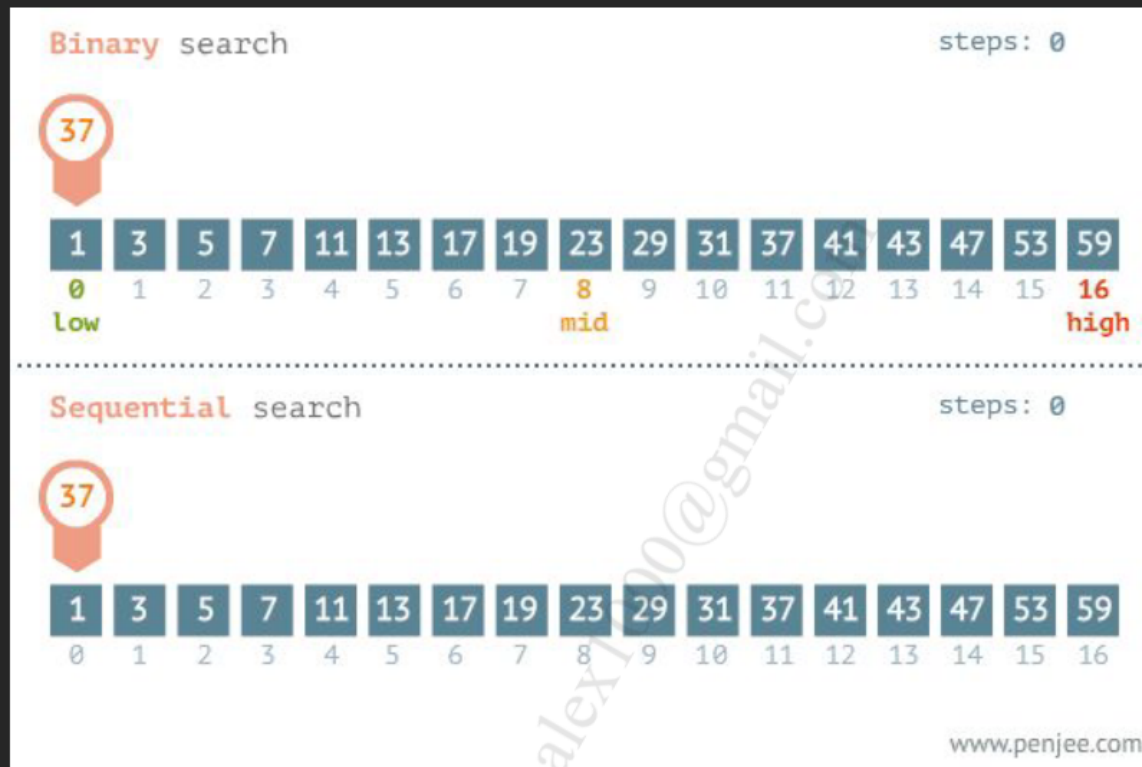 Binary search steps: 0
37
1 3 5 7 11 13 17 19 23 29 31 37 41 43 47 53 59
0 1 2 3 4 5 6 7 8 9 10 11 12 13 14 15 16
low mid high
Sequential search steps: 0
37
1 3 5 7 11 13 17 19 23 29 31 37 41 43 47 53 59
0 1 2 3 4 5 6 7 8 9 10 11 12 13 14 15 16
alex1000@gmail.com
www.penjee.com